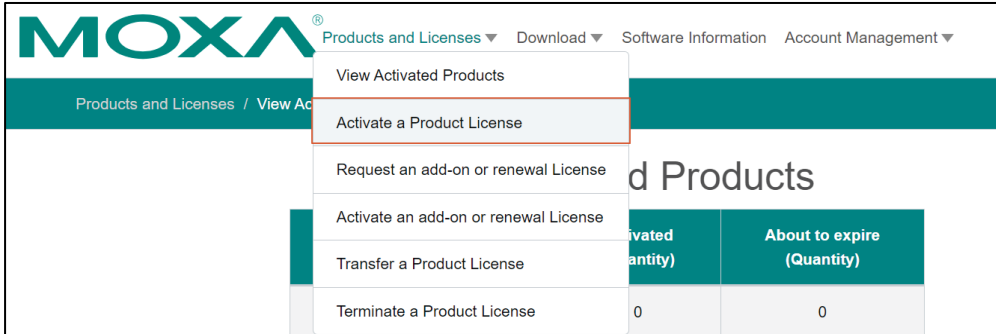 MOXA®
Products and Licenses ▼ Download ▼ Software Information Account Management ▼
View Activated Products
Products and Licenses / View Ac
Activate a Product License
Request an add-on or renewal License
d Products
Activate an add-on or renewal License
ivated
antity)
About to expire
(Quantity)
Transfer a Product License
Terminate a Product License
0
0